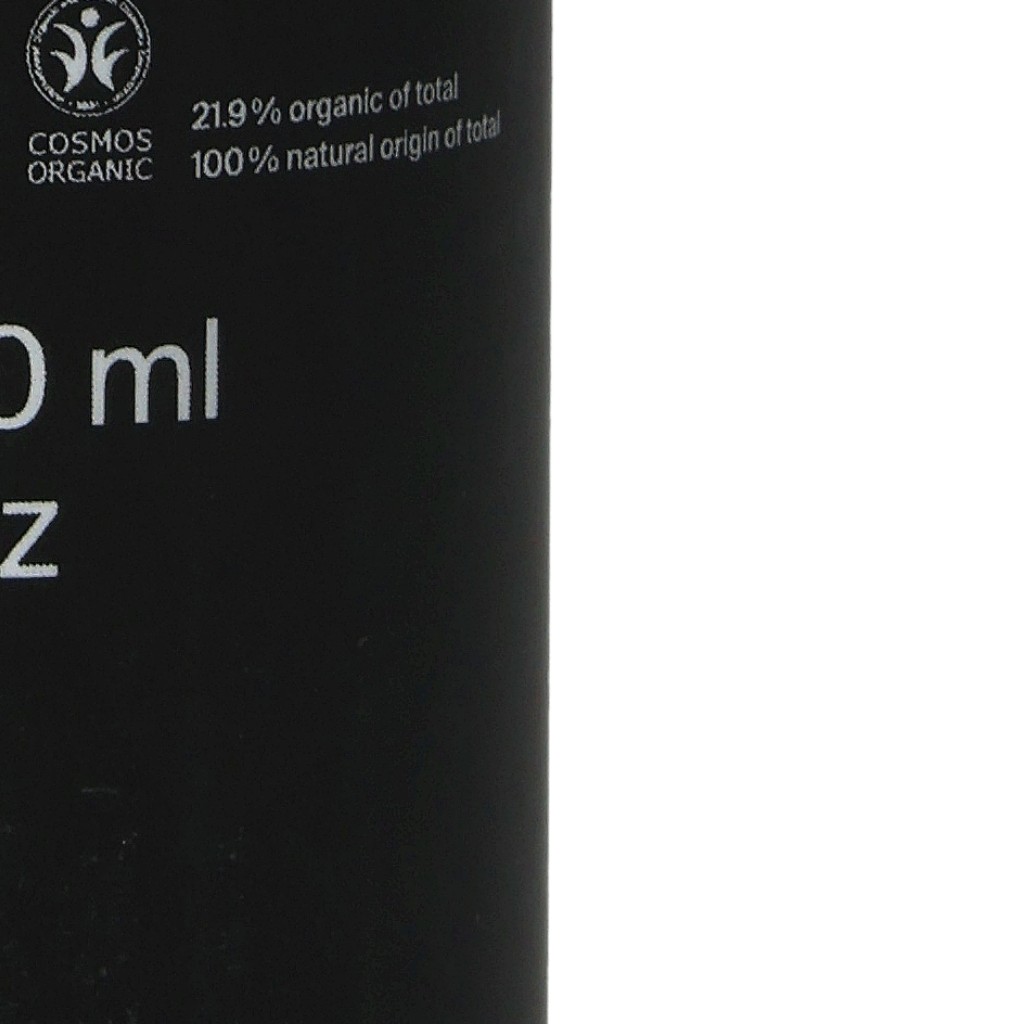 COSMOS
ORGANIC
21.9% organic of total
100% natural origin of total
0 ml
z